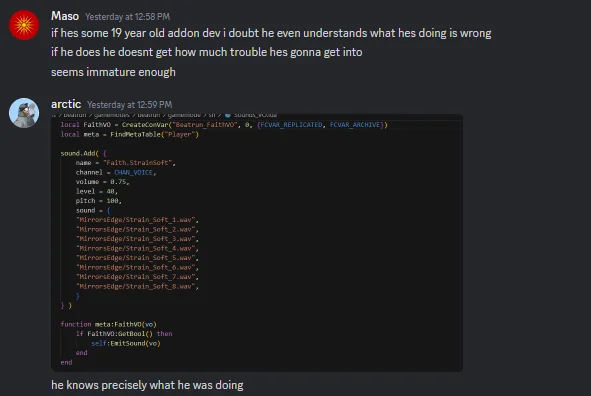 Maso Yesterday at 12:58 PM
if hes some 19 year old addon dev i doubt he even understands what hes doing is wrong
if he does he doesnt get how much trouble hes gonna get into
seems immature enough
arctic Yesterday at 12:59 PM
local FaithVO = CreateConVar("Beatrun_FaithVO", 0, {FCVAR_REPLICATED, FCVAR_ARCHIVE})
local meta = FindMetaTable("Player")
sound.Add( {
name = "Faith.StrainSoft",
channel = CHAN_VOICE,
volume = 0.75,
level = 40,
pitch = 100,
sound = {
"MirrorsEdge/Strain_Soft_1.wav",
"MirrorsEdge/Strain_Soft_2.wav",
"MirrorsEdge/Strain_Soft_3.wav",
"MirrorsEdge/Strain_Soft_4.wav",
"MirrorsEdge/Strain_Soft_5.wav",
"MirrorsEdge/Strain_Soft_6.wav",
"MirrorsEdge/Strain_Soft_7.wav",
"MirrorsEdge/Strain_Soft_8.wav",
}
} )
function meta:FaithVO(vo)
if FaithVO:GetBool() then
self:EmitSound(vo)
end
end
he knows precisely what he was doing